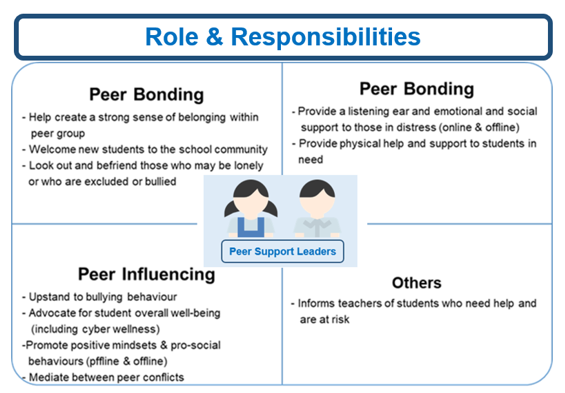 Role & Responsibilities
Peer Bonding
- Help create a strong sense of belonging within
peer group
- Welcome new students to the school community
- Look out and befriend those who may be lonely
or who are excluded or bullied
Peer Bonding
- Provide a listening ear and emotional and social
support to those in distress (online & offline)
- Provide physical help and support to students in
need
Peer Support Leaders
Peer Influencing
- Upstand to bullying behaviour
- Advocate for student overall well-being
(including cyber wellness)
-Promote positive mindsets & pro-social
behaviours (pffline & offline)
- Mediate between peer conflicts
Others
- Informs teachers of students who need help and
are at risk